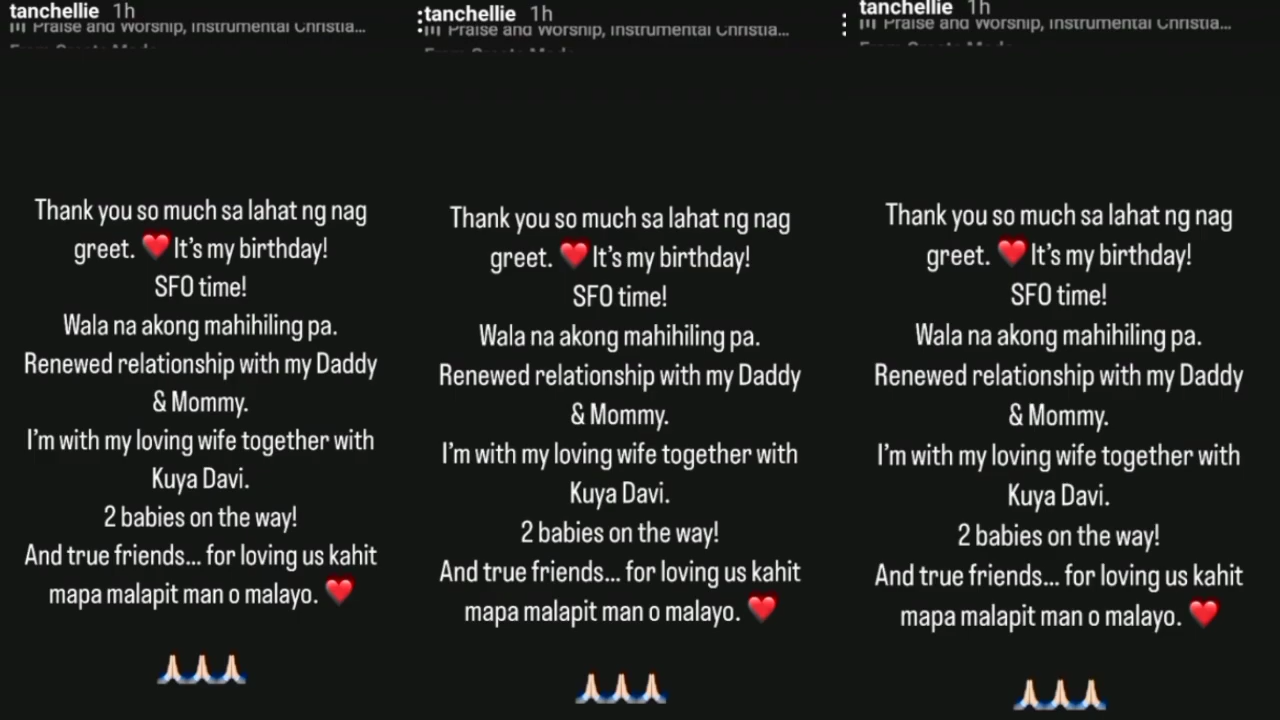 tanchellie 1h
Praise and Worship, Instrumental Christia...
Thank you so much sa lahat ng nag
greet. ❤️It's my birthday!
SFO time!
Wala na akong mahihiling pa.
Renewed relationship with my Daddy
& Mommy.
I'm with my loving wife together with
Kuya Davi.
2 babies on the way!
And true friends... for loving us kahit
mapa malapit man o malayo. ❤️
🙏🏻🙏🏻🙏🏻
tanchellie 1h
Praise and Worship, Instrumental Christia...
Thank you so much sa lahat ng nag
greet. ❤️It's my birthday!
SFO time!
Wala na akong mahihiling pa.
Renewed relationship with my Daddy
& Mommy.
I'm with my loving wife together with
Kuya Davi.
2 babies on the way!
And true friends... for loving us kahit
mapa malapit man o malayo. ❤️
🙏🏻🙏🏻🙏🏻
tanchellie 1h
Praise and Worship, Instrumental Christia...
Thank you so much sa lahat ng nag
greet. ❤️It's my birthday!
SFO time!
Wala na akong mahihiling pa.
Renewed relationship with my Daddy
& Mommy.
I'm with my loving wife together with
Kuya Davi.
2 babies on the way!
And true friends... for loving us kahit
mapa malapit man o malayo. ❤️
🙏🏻🙏🏻🙏🏻